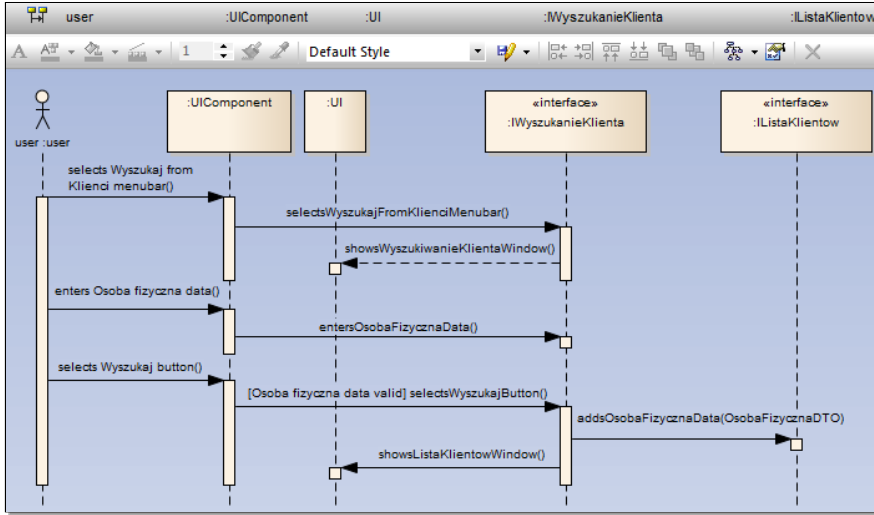 user :UIComponent :UI :IWyszukanieKlienta :IListaKlientow
A 1 Default Style
:UIComponent :UI «interface» «interface»
:IWyszukanieKlienta :IListaKlientow
user :user
selects Wyszukaj from
Klienci menubar()
selectsWyszukajFromKlienciMenubar()
showsWyszukiwanieKlientaWindow()
enters Osoba fizyczna data()
entersOsobaFizycznaData()
selects Wyszukaj button()
[Osoba fizyczna data valid] selectsWyszukajButton()
addsOsobaFizycznaData(OsobaFizycznaDTO)
showsListaKlientowWindow()